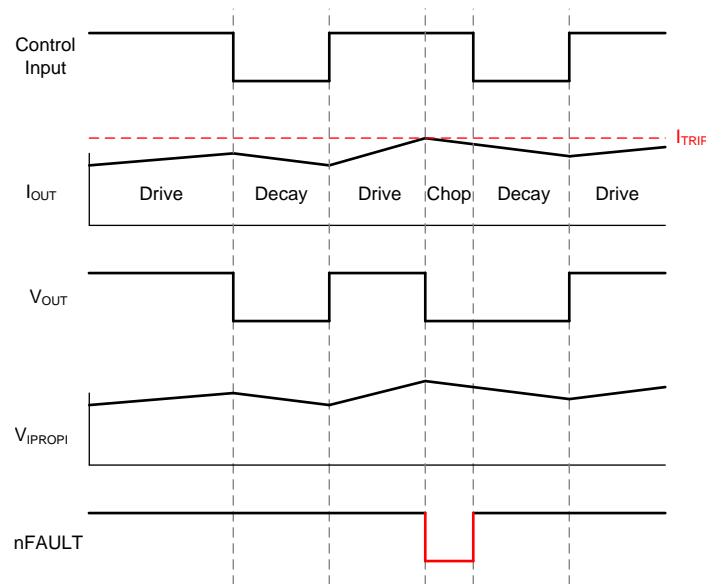 Control
Input
ITRIP
IOUT
Drive Decay Drive Chop Decay Drive
VOUT
VIPROPI
nFAULT